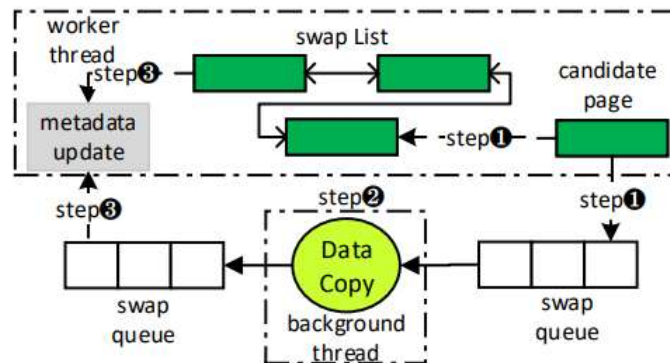 worker
thread
swap List
step❸
candidate
page
metadata
update
step❶
step❸
step❷
step❶
Data
Copy
background
thread
swap
queue
swap
queue